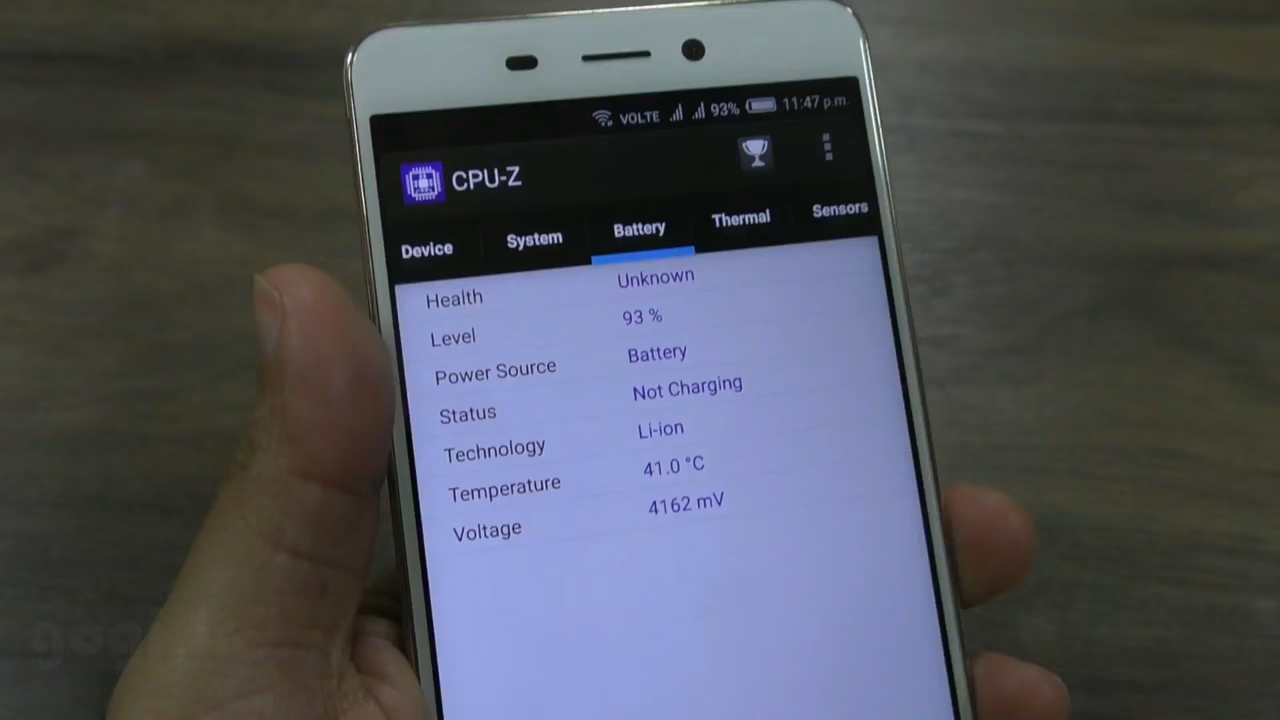 VOLTE 93% 11:47 p.m.
CPU-Z
Device System Battery Thermal Sensors
Health Unknown
Level 93 %
Power Source Battery
Status Not Charging
Technology Li-ion
Temperature 41.0 °C
Voltage 4162 mV